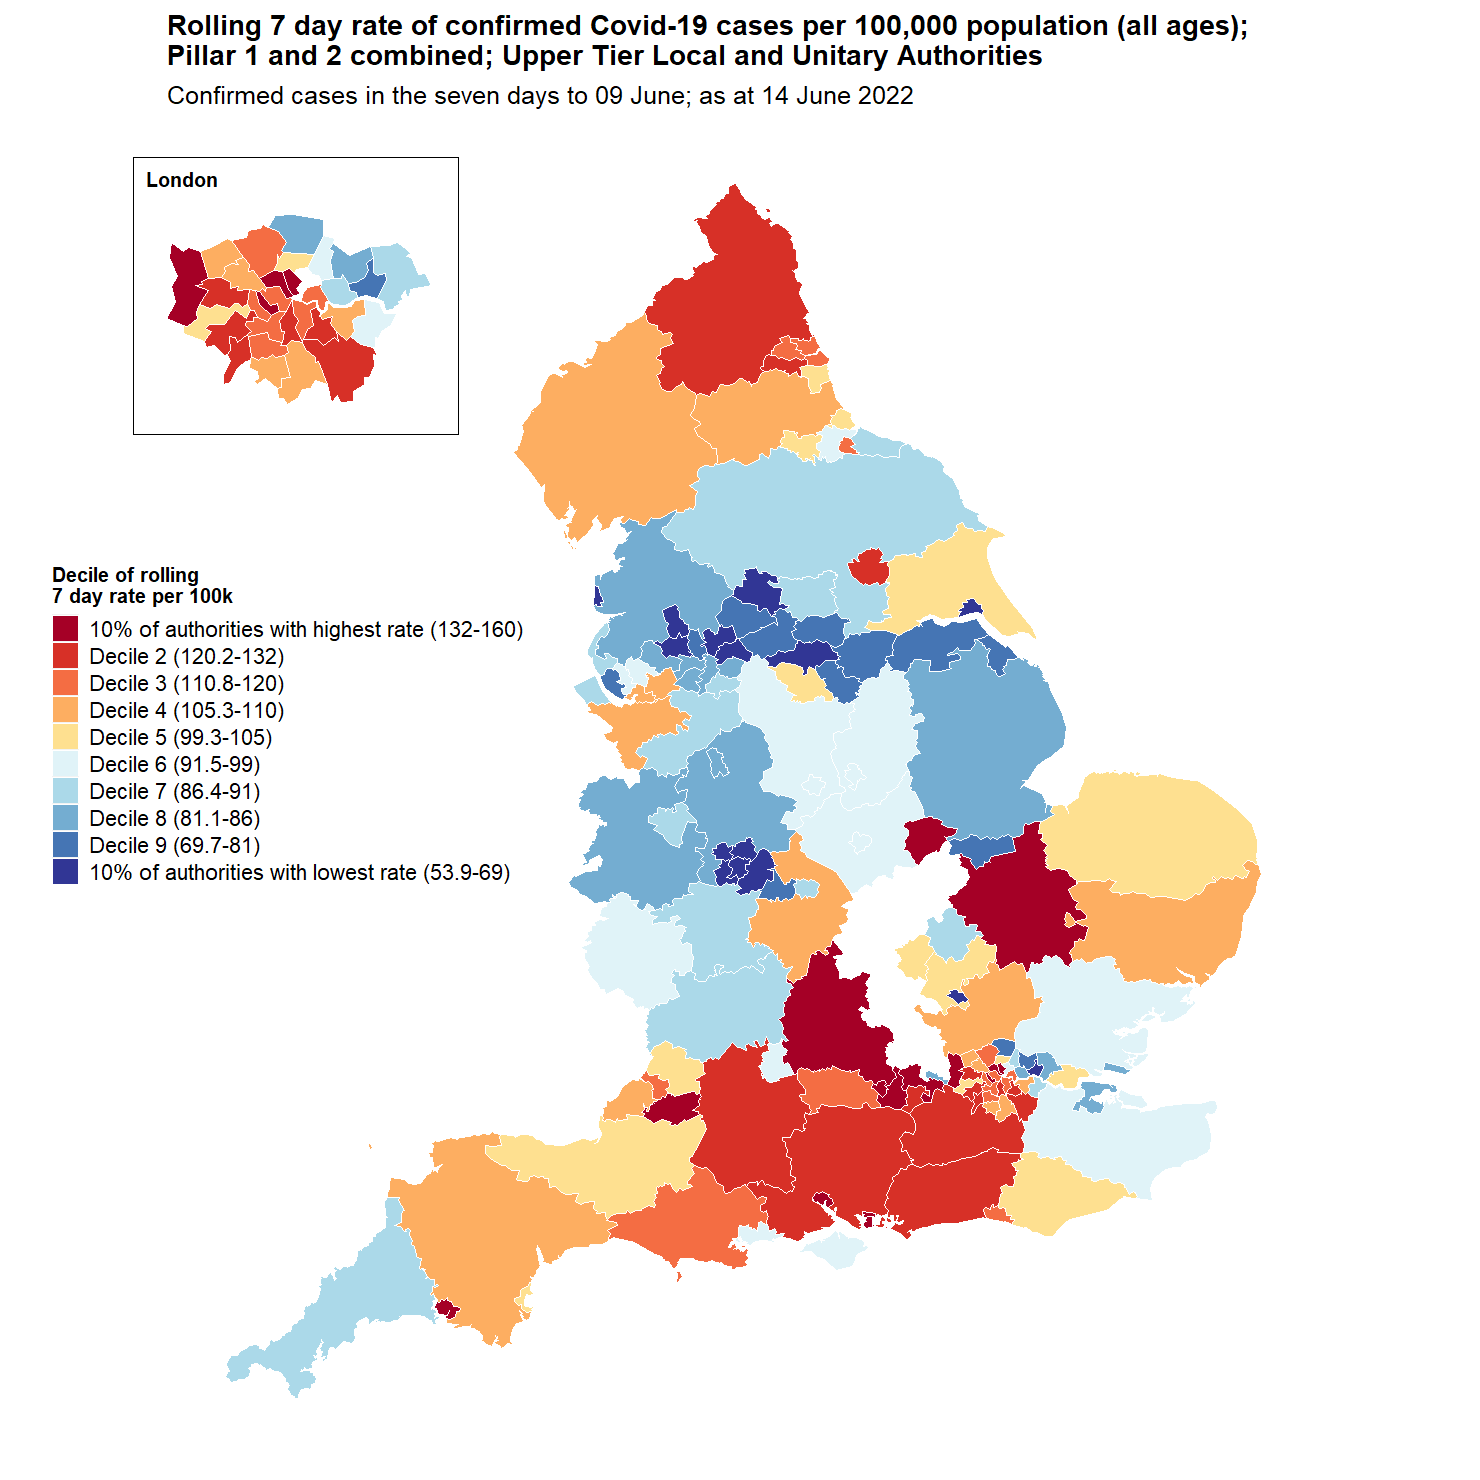 Rolling 7 day rate of confirmed Covid-19 cases per 100,000 population (all ages);
Pillar 1 and 2 combined; Upper Tier Local and Unitary Authorities
Confirmed cases in the seven days to 09 June; as at 14 June 2022
London
Decile of rolling
7 day rate per 100k
10% of authorities with highest rate (132-160)
Decile 2 (120.2-132)
Decile 3 (110.8-120)
Decile 4 (105.3-110)
Decile 5 (99.3-105)
Decile 6 (91.5-99)
Decile 7 (86.4-91)
Decile 8 (81.1-86)
Decile 9 (69.7-81)
10% of authorities with lowest rate (53.9-69)